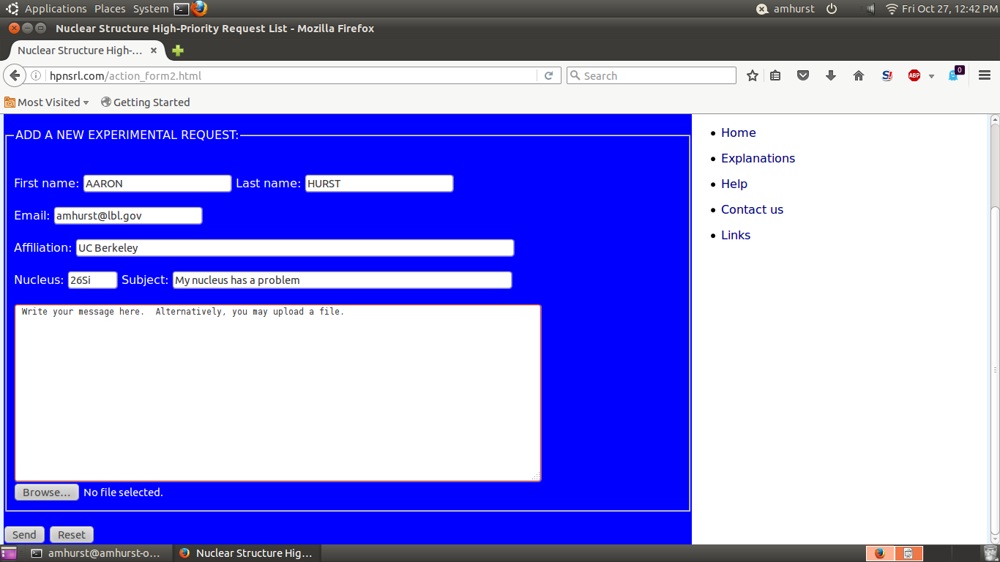 Applications Places System amhurst Fri Oct 27, 12:42 PM
Nuclear Structure High-Priority Request List - Mozilla Firefox
Nuclear Structure High-...
hpnsrl.com/action_form2.html Search ABP 0
Most Visited Getting Started
ADD A NEW EXPERIMENTAL REQUEST:
First name: AARON Last name: HURST
Email: amhurst@lbl.gov
Affiliation: UC Berkeley
Nucleus: 26Si Subject: My nucleus has a problem
Write your message here.  Alternatively, you may upload a file.
Browse... No file selected.
Send Reset
Home
Explanations
Help
Contact us
Links
amhurst@amhurst-o... Nuclear Structure Hig...